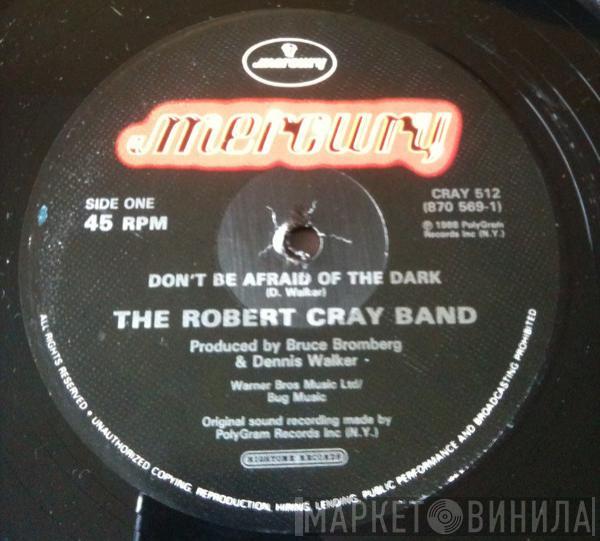 mercury
mercury
SIDE ONE
45 RPM
CRAY 512
(870 569-1)
℗ 1988 PolyGram
Records Inc (N.Y.)
DON'T BE AFRAID OF THE DARK
(D. Walker)
THE ROBERT CRAY BAND
Produced by Bruce Bromberg
& Dennis Walker
Warner Bros Music Ltd/
Bug Music
Original sound recording made by
PolyGram Records Inc (N.Y.)
HIGHTONE RECORDS
ALL RIGHTS RESERVED • UNAUTHORIZED COPYING, REPRODUCTION, HIRING, LENDING, PUBLIC PERFORMANCE AND BROADCASTING PROHIBITED
МАРКЕТ ВИНИЛА